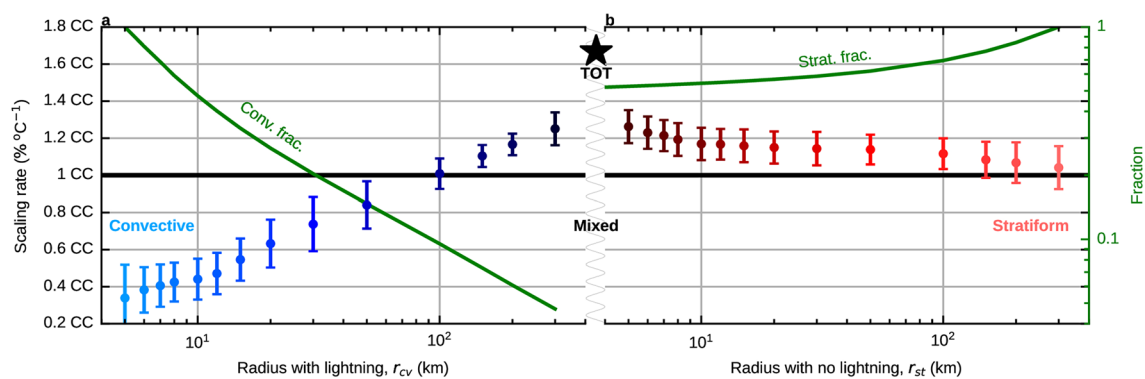 a
b
1.8 CC
1.6 CC
1.4 CC
1.2 CC
1 CC
0.8 CC
0.6 CC
0.4 CC
0.2 CC
Scaling rate (% ºC⁻¹)
Conv. frac.
Convective
TOT
Mixed
Strat. frac.
Stratiform
1
0.1
Fraction
10¹
10²
10¹
10²
Radius with lightning, r_cv (km)
Radius with no lightning, r_st (km)